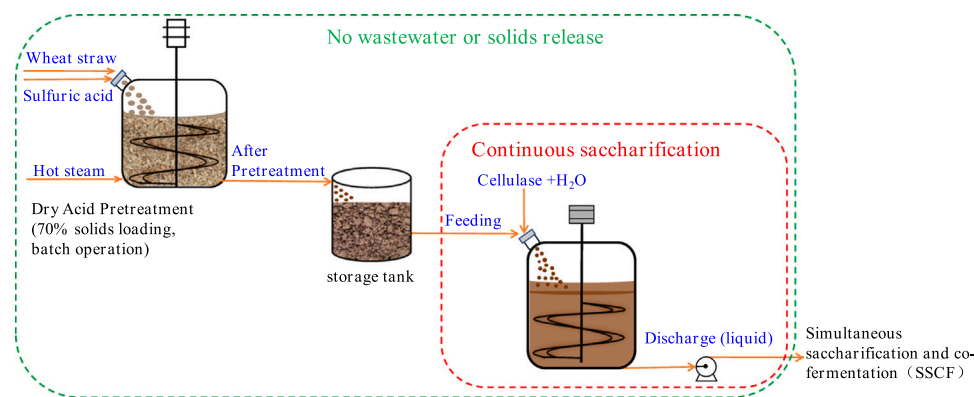 No wastewater or solids release
Wheat straw
Sulfuric acid
Hot steam
After
Pretreatment
Dry Acid Pretreatment
(70% solids loading,
batch operation)
storage tank
Continuous saccharification
Cellulase +H₂O
Feeding
Discharge (liquid)
Simultaneous
saccharification and co-
fermentation（SSCF）